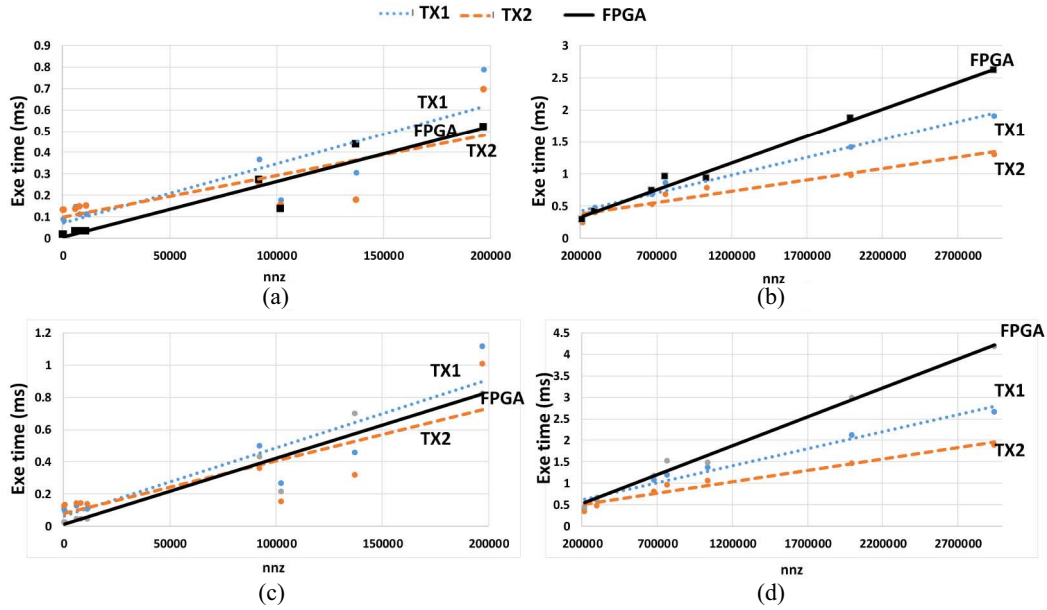 TX1 TX2 FPGA
0.9
0.8
0.7
0.6
0.5
0.4
0.3
0.2
0.1
0
Exe time (ms)
TX1
FPGA
TX2
0 50000 100000 150000 200000
nnz
(a)
3
2.5
2
1.5
1
0.5
0
Exe time (ms)
FPGA
TX1
TX2
200000 700000 1200000 1700000 2200000 2700000
nnz
(b)
1.2
1
0.8
0.6
0.4
0.2
0
Exe time (ms)
TX1
FPGA
TX2
0 50000 100000 150000 200000
nnz
(c)
4.5
4
3.5
3
2.5
2
1.5
1
0.5
0
Exe time (ms)
FPGA
TX1
TX2
200000 700000 1200000 1700000 2200000 2700000
nnz
(d)